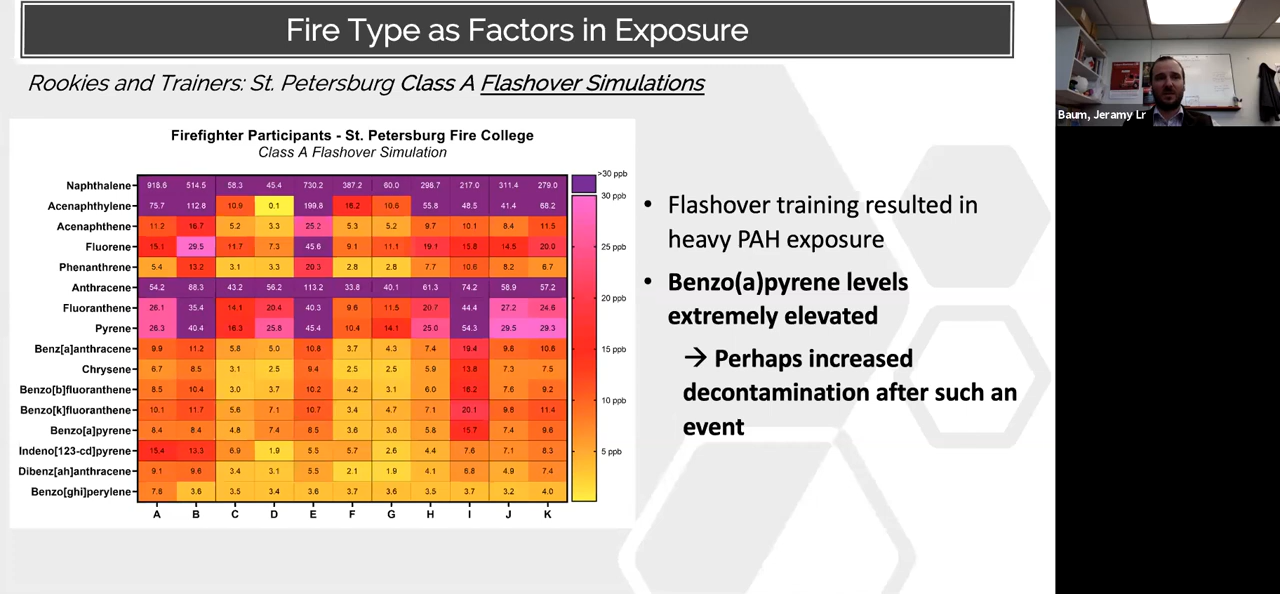 Fire Type as Factors in Exposure
Rookies and Trainers: St. Petersburg Class A Flashover Simulations
Firefighter Participants - St. Petersburg Fire College
Class A Flashover Simulation
Naphthalene 918.6 514.5 58.3 45.4 730.2 387.2 60.0 298.7 217.0 311.4 279.0
Acenaphthylene 75.7 112.8 10.9 0.1 199.8 16.2 10.6 55.8 48.5 41.4 68.2
Acenaphthene 11.2 16.7 5.2 3.3 25.2 5.3 5.2 9.7 10.1 8.4 11.5
Fluorene 15.1 29.5 11.7 7.3 45.6 9.1 11.1 19.1 15.8 14.5 20.0
Phenanthrene 5.4 13.2 3.1 3.3 20.3 2.8 2.8 7.7 10.6 8.2 6.7
Anthracene 54.2 88.3 43.2 56.2 113.2 33.8 40.1 61.3 74.2 58.9 57.2
Fluoranthene 26.1 35.4 14.1 20.4 40.3 9.6 11.5 20.7 44.4 27.2 24.6
Pyrene 26.3 40.4 16.3 25.8 45.4 10.4 14.1 25.0 54.3 29.5 29.3
Benz[a]anthracene 9.9 11.2 5.8 5.0 10.8 3.7 4.3 7.4 19.4 9.6 10.6
Chrysene 6.7 8.5 3.1 2.5 9.4 2.5 2.5 5.9 13.8 7.3 7.5
Benzo[b]fluoranthene 8.5 10.4 3.0 3.7 10.2 4.2 3.1 6.0 16.2 7.6 9.2
Benzo[k]fluoranthene 10.1 11.7 5.6 7.1 10.7 3.4 4.7 7.1 20.1 9.8 11.4
Benzo[a]pyrene 8.4 8.4 4.8 7.4 8.5 3.6 3.6 5.8 15.7 7.4 9.6
Indeno[123-cd]pyrene 15.4 13.3 6.9 1.9 5.5 5.7 2.6 4.4 7.6 7.1 8.3
Dibenz[ah]anthracene 9.1 9.6 3.4 3.1 5.5 2.1 1.9 4.1 6.8 4.9 7.4
Benzo[ghi]perylene 7.6 3.6 3.5 3.4 3.6 3.7 3.6 3.5 3.7 3.2 4.0
A B C D E F G H I J K
>30 ppb
30 ppb
25 ppb
20 ppb
15 ppb
10 ppb
5 ppb
• Flashover training resulted in
heavy PAH exposure
• Benzo(a)pyrene levels
extremely elevated
→ Perhaps increased
decontamination after such an
event
Baum, Jeramy Lr